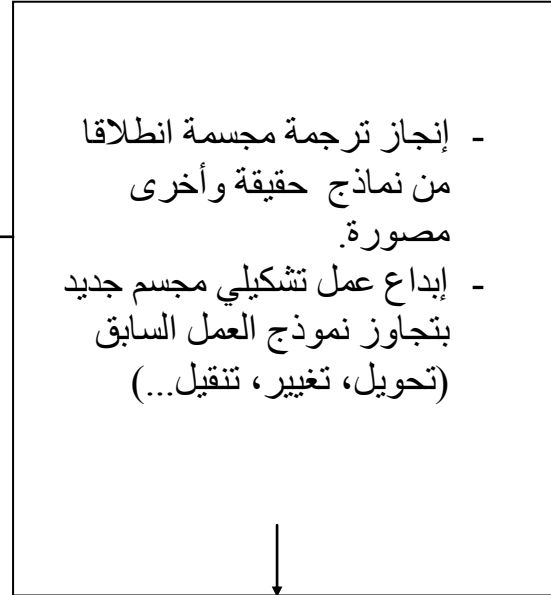 - إنجاز ترجمة مجسمة انطلاقا
من نماذج حقيقة وأخرى
مصورة.
- إبداع عمل تشكيلي مجسم جديد
بتجاوز نموذج العمل السابق
(تحويل، تغيير، تنقيل...)